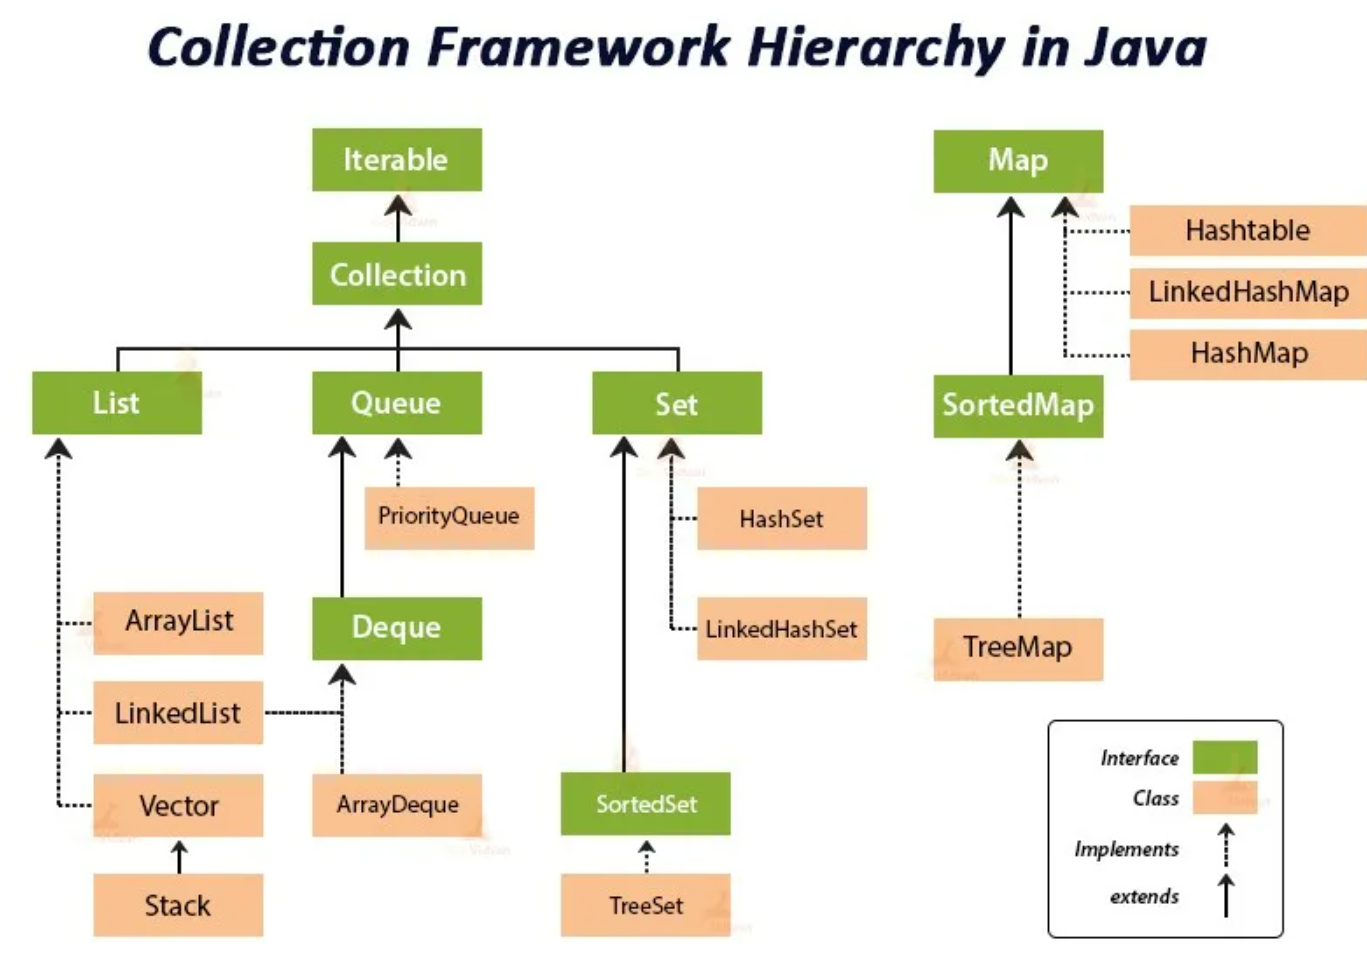 Collection Framework Hierarchy in Java
Iterable
Map
Hashtable
Collection
LinkedHashMap
HashMap
List
Queue
Set
SortedMap
PriorityQueue
HashSet
ArrayList
Deque
LinkedHashSet
TreeMap
LinkedList
Vector
ArrayDeque
SortedSet
Stack
TreeSet
Interface
Class
Implements
extends